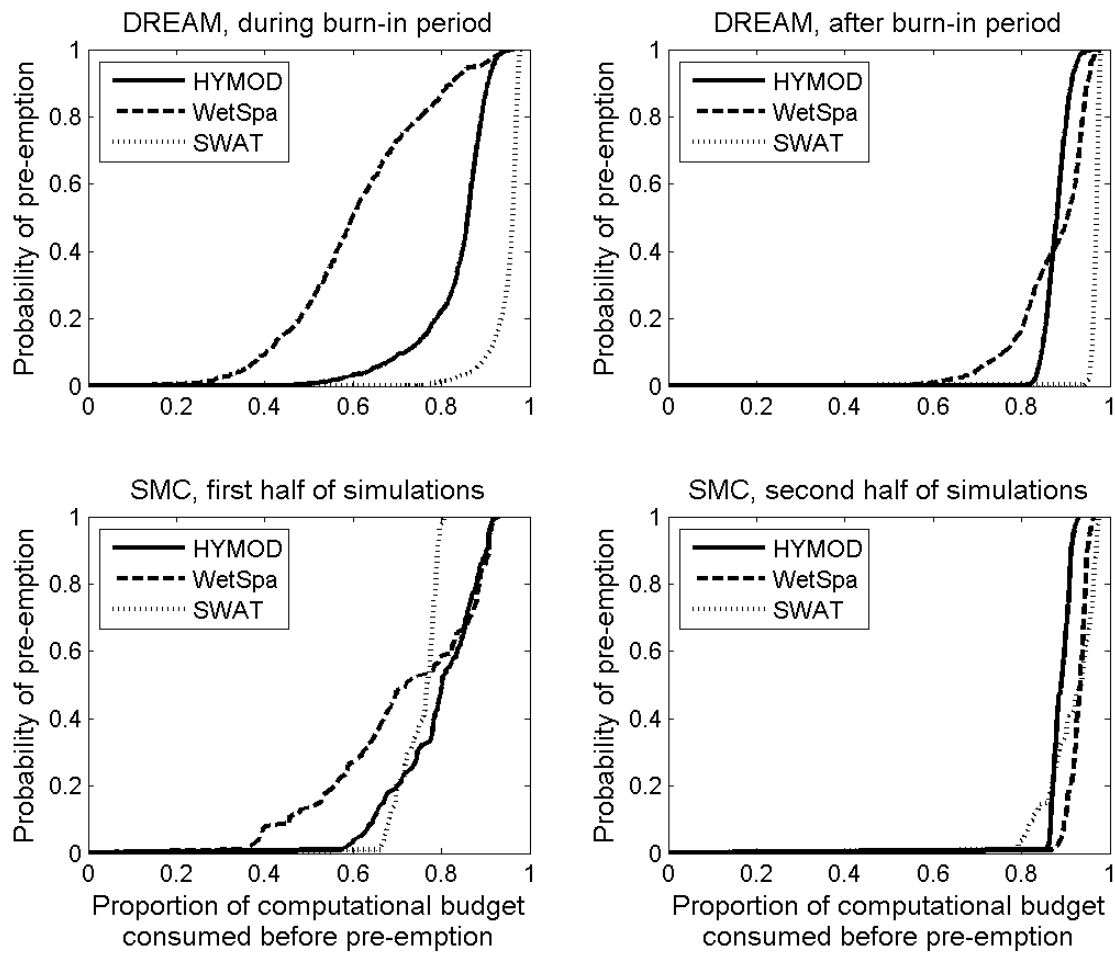 DREAM, during burn-in period
Probability of pre-emption
1
0.8
0.6
0.4
0.2
0
HYMOD
WetSpa
SWAT
0 0.2 0.4 0.6 0.8 1
DREAM, after burn-in period
Probability of pre-emption
1
0.8
0.6
0.4
0.2
0
HYMOD
WetSpa
SWAT
0 0.2 0.4 0.6 0.8 1
SMC, first half of simulations
Probability of pre-emption
1
0.8
0.6
0.4
0.2
0
HYMOD
WetSpa
SWAT
0 0.2 0.4 0.6 0.8 1
Proportion of computational budget
consumed before pre-emption
SMC, second half of simulations
Probability of pre-emption
1
0.8
0.6
0.4
0.2
0
HYMOD
WetSpa
SWAT
0 0.2 0.4 0.6 0.8 1
Proportion of computational budget
consumed before pre-emption